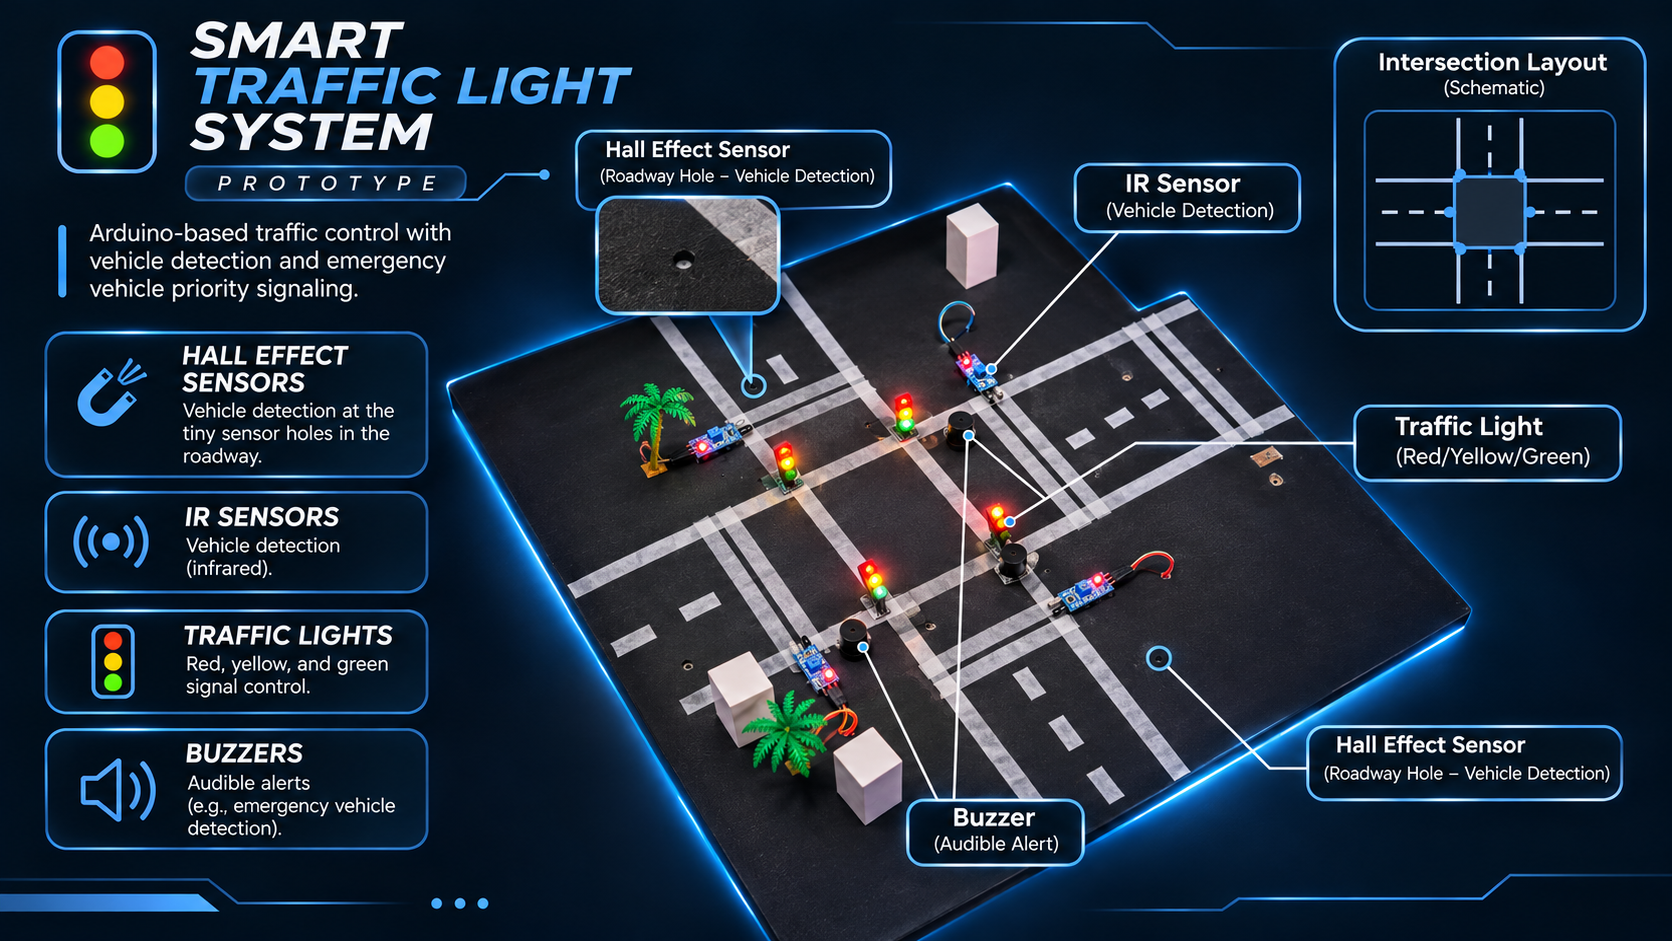 SMART
TRAFFIC LIGHT
SYSTEM
PROTOTYPE
Arduino-based traffic control with
vehicle detection and emergency
vehicle priority signaling.
HALL EFFECT
SENSORS
Vehicle detection at the
tiny sensor holes in the
roadway.
IR SENSORS
Vehicle detection
(infrared).
TRAFFIC LIGHTS
Red, yellow, and green
signal control.
BUZZERS
Audible alerts
(e.g., emergency vehicle
detection).
Hall Effect Sensor
(Roadway Hole – Vehicle Detection)
IR Sensor
(Vehicle Detection)
Intersection Layout
(Schematic)
Traffic Light
(Red/Yellow/Green)
Hall Effect Sensor
(Roadway Hole – Vehicle Detection)
Buzzer
(Audible Alert)